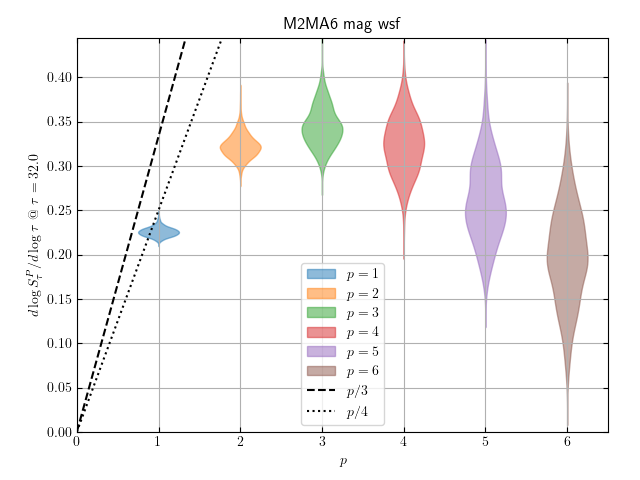 M2MA6 mag wsf
d log S_τ^p / d log τ @ τ = 32.0
0.40
0.35
0.30
0.25
0.20
0.15
0.10
0.05
0.00
p = 1
p = 2
p = 3
p = 4
p = 5
p = 6
p/3
p/4
0 1 2 3 4 5 6
p